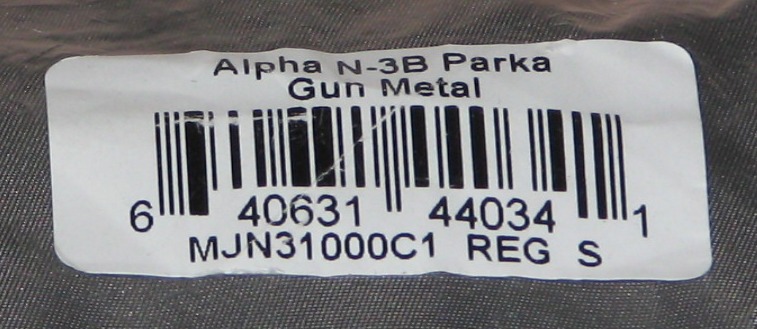 Alpha N-3B Parka
Gun Metal
6 40631 44034 1
MJN31000C1 REG S